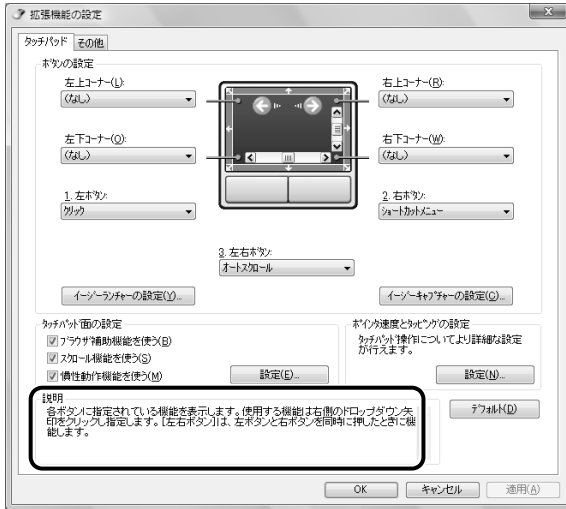 拡張機能の設定
タッチパッド その他
ボタンの設定
左上コーナー(L):
(なし)
右上コーナー(R):
(なし)
左下コーナー(O):
(なし)
右下コーナー(W):
(なし)
1. 左ボタン:
クリック
2. 右ボタン:
ショートカットメニュー
3. 左右ボタン:
オートスクロール
イージーランチャーの設定(Y)...
イージーキャプチャーの設定(C)...
タッチパッド面の設定
ブラウザ補助機能を使う(B)
スクロール機能を使う(S)
慣性動作機能を使う(M)
設定(E)...
ポインタ速度とタッピングの設定
タッチパッド操作についてより詳細な設定
が行えます。
設定(N)...
説明
各ボタンに指定されている機能を表示します。使用する機能は右側のドロップダウン矢
印をクリックし指定します。[左右ボタン]は、左ボタンと右ボタンを同時に押したときに機
能します。
デフォルト(D)
OK キャンセル 適用(A)